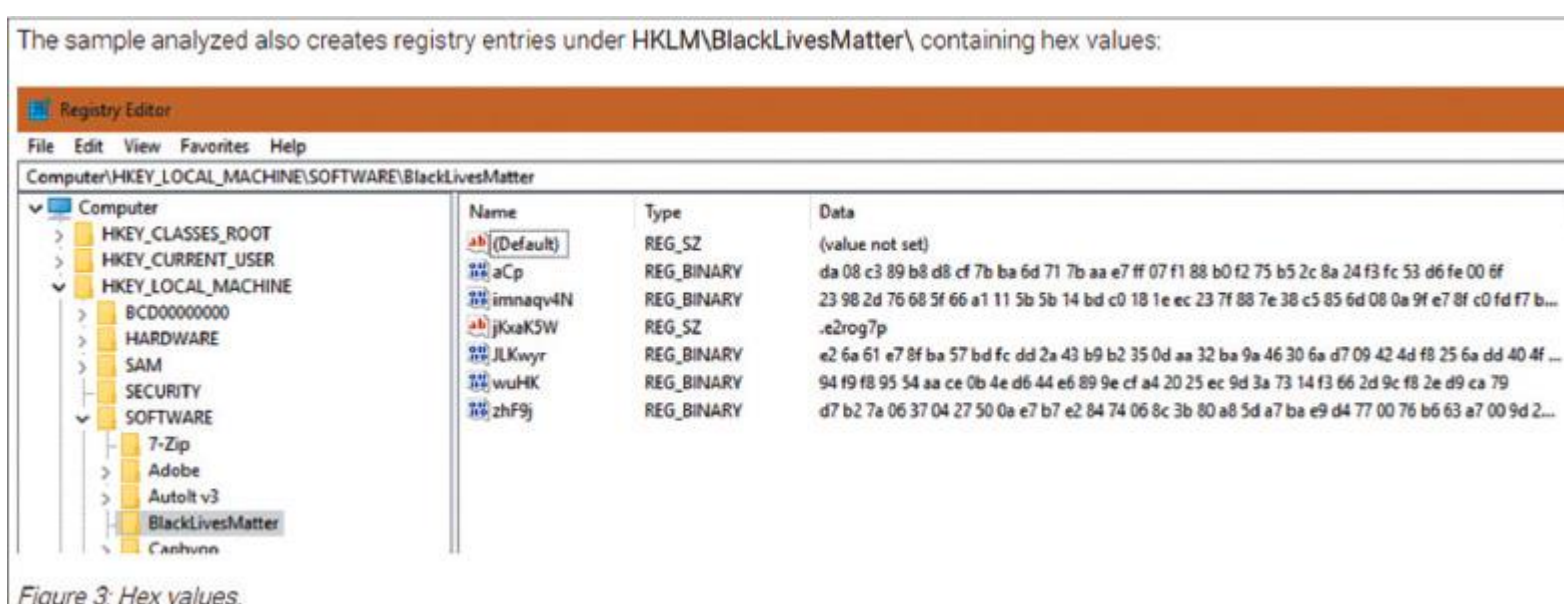 The sample analyzed also creates registry entries under HKLM\BlackLivesMatter\ containing hex values:
Registry Editor
File Edit View Favorites Help
Computer\HKEY_LOCAL_MACHINE\SOFTWARE\BlackLivesMatter
Computer
HKEY_CLASSES_ROOT
HKEY_CURRENT_USER
HKEY_LOCAL_MACHINE
BCD00000000
HARDWARE
SAM
SECURITY
SOFTWARE
7-Zip
Adobe
AutoIt v3
BlackLivesMatter
Caphyon
Name Type Data
(Default) REG_SZ (value not set)
aCp REG_BINARY da 08 c3 89 b8 d8 cf 7b ba 6d 71 7b aa e7 ff 07 f1 88 b0 f2 75 b5 2c 8a 24 f3 fc 53 d6 fe 00 6f
imnaqv4N REG_BINARY 23 98 2d 76 68 5f 66 a1 11 5b 5b 14 bd c0 18 1e ec 23 7f 88 7e 38 c5 85 6d 08 0a 9f e7 8f c0 fd f7 b...
jKxaK5W REG_SZ .e2rog7p
JLKwyr REG_BINARY e2 6a 61 e7 8f ba 57 bd fc dd 2a 43 b9 b2 35 0d aa 32 ba 9a 46 30 6a d7 09 42 4d f8 25 6a dd 40 4f ...
wuHK REG_BINARY 94 f9 f8 95 54 aa ce 0b 4e d6 44 e6 89 9e cf a4 20 25 ec 9d 3a 73 14 f3 66 2d 9c f8 2e d9 ca 79
zhF9j REG_BINARY d7 b2 7a 06 37 04 27 50 0a e7 b7 e2 84 74 06 8c 3b 80 a8 5d a7 ba e9 d4 77 00 76 b6 63 a7 00 9d 2...
Figure 3: Hex values.